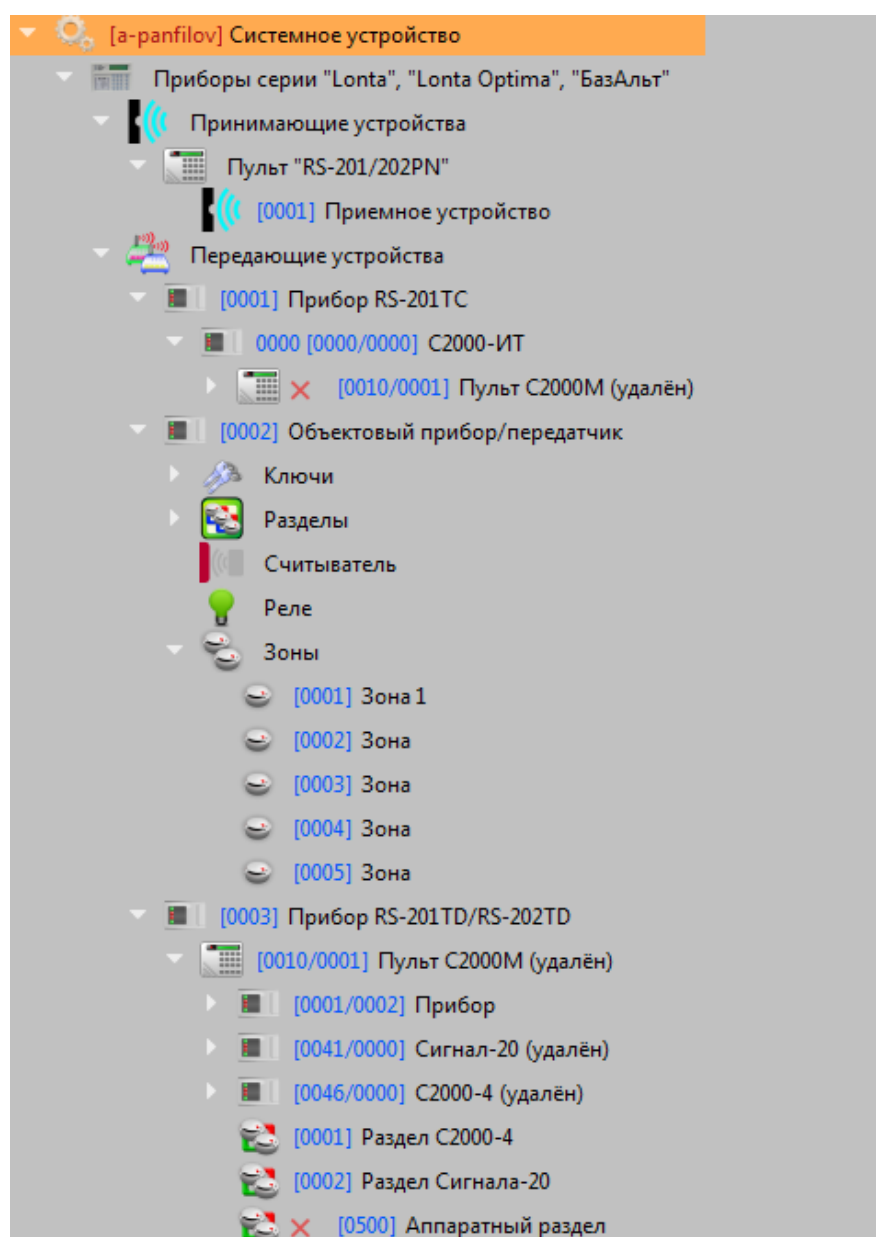 [a-panfilov] Системное устройство
Приборы серии "Lonta", "Lonta Optima", "БазАльт"
Принимающие устройства
Пульт "RS-201/202PN"
[0001] Приемное устройство
Передающие устройства
[0001] Прибор RS-201TC
0000 [0000/0000] С2000-ИТ
[0010/0001] Пульт С2000М (удалён)
[0002] Объектовый прибор/передатчик
Ключи
Разделы
Считыватель
Реле
Зоны
[0001] Зона 1
[0002] Зона
[0003] Зона
[0004] Зона
[0005] Зона
[0003] Прибор RS-201TD/RS-202TD
[0010/0001] Пульт С2000М (удалён)
[0001/0002] Прибор
[0041/0000] Сигнал-20 (удалён)
[0046/0000] С2000-4 (удалён)
[0001] Раздел С2000-4
[0002] Раздел Сигнала-20
[0500] Аппаратный раздел